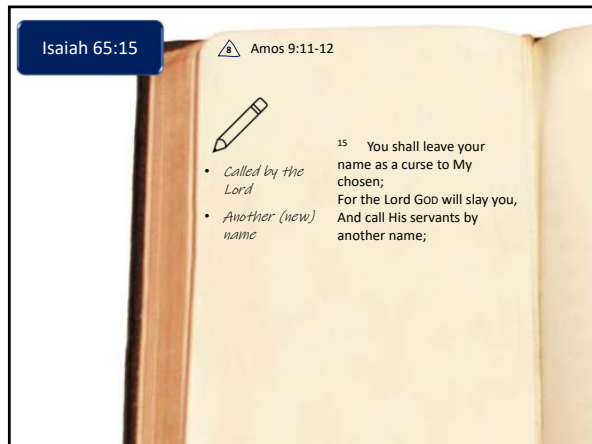 Isaiah 65:15
8 Amos 9:11-12
• Called by the
Lord
• Another (new)
name
15 You shall leave your
name as a curse to My
chosen;
For the Lord GOD will slay you,
And call His servants by
another name;